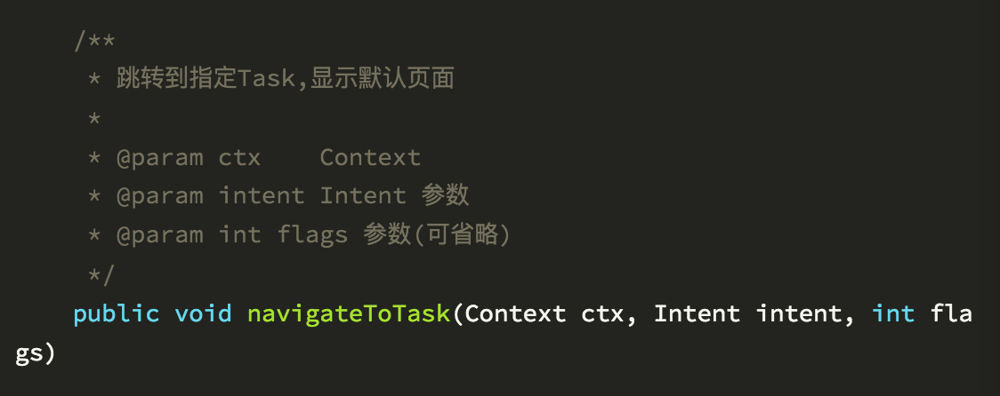 /**
 * 跳转到指定Task,显示默认页面
 *
 * @param ctx    Context
 * @param intent Intent 参数
 * @param int flags 参数(可省略)
 */
public void navigateToTask(Context ctx, Intent intent, int fla
gs)